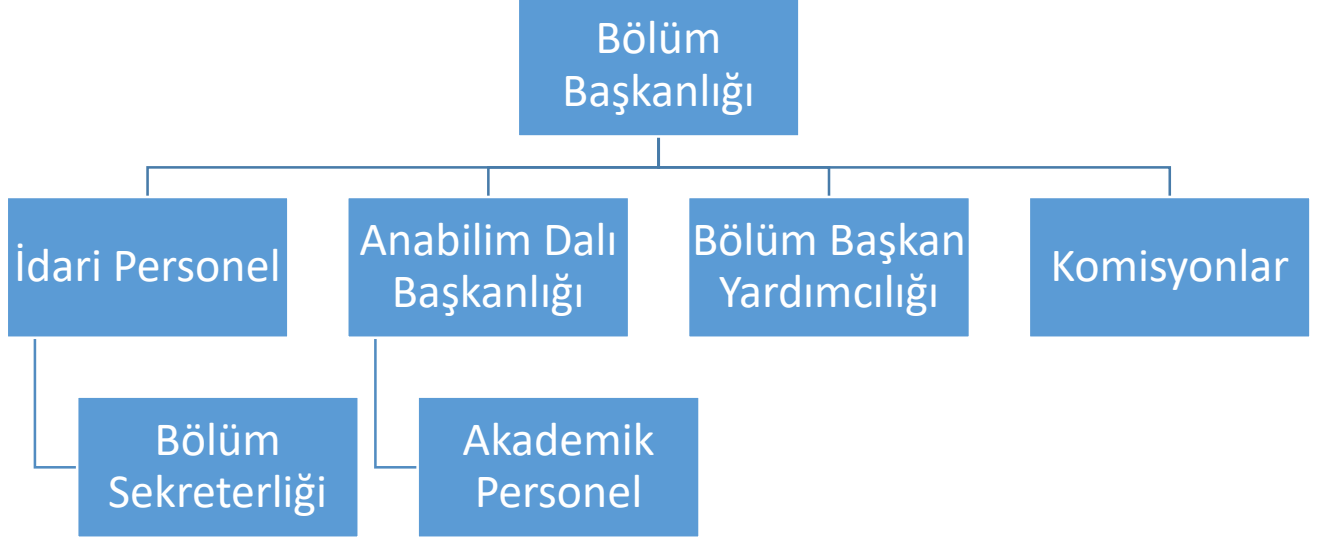 Bölüm
Başkanlığı
İdari Personel
Anabilim Dalı
Başkanlığı
Bölüm Başkan
Yardımcılığı
Komisyonlar
Bölüm
Sekreterliği
Akademik
Personel